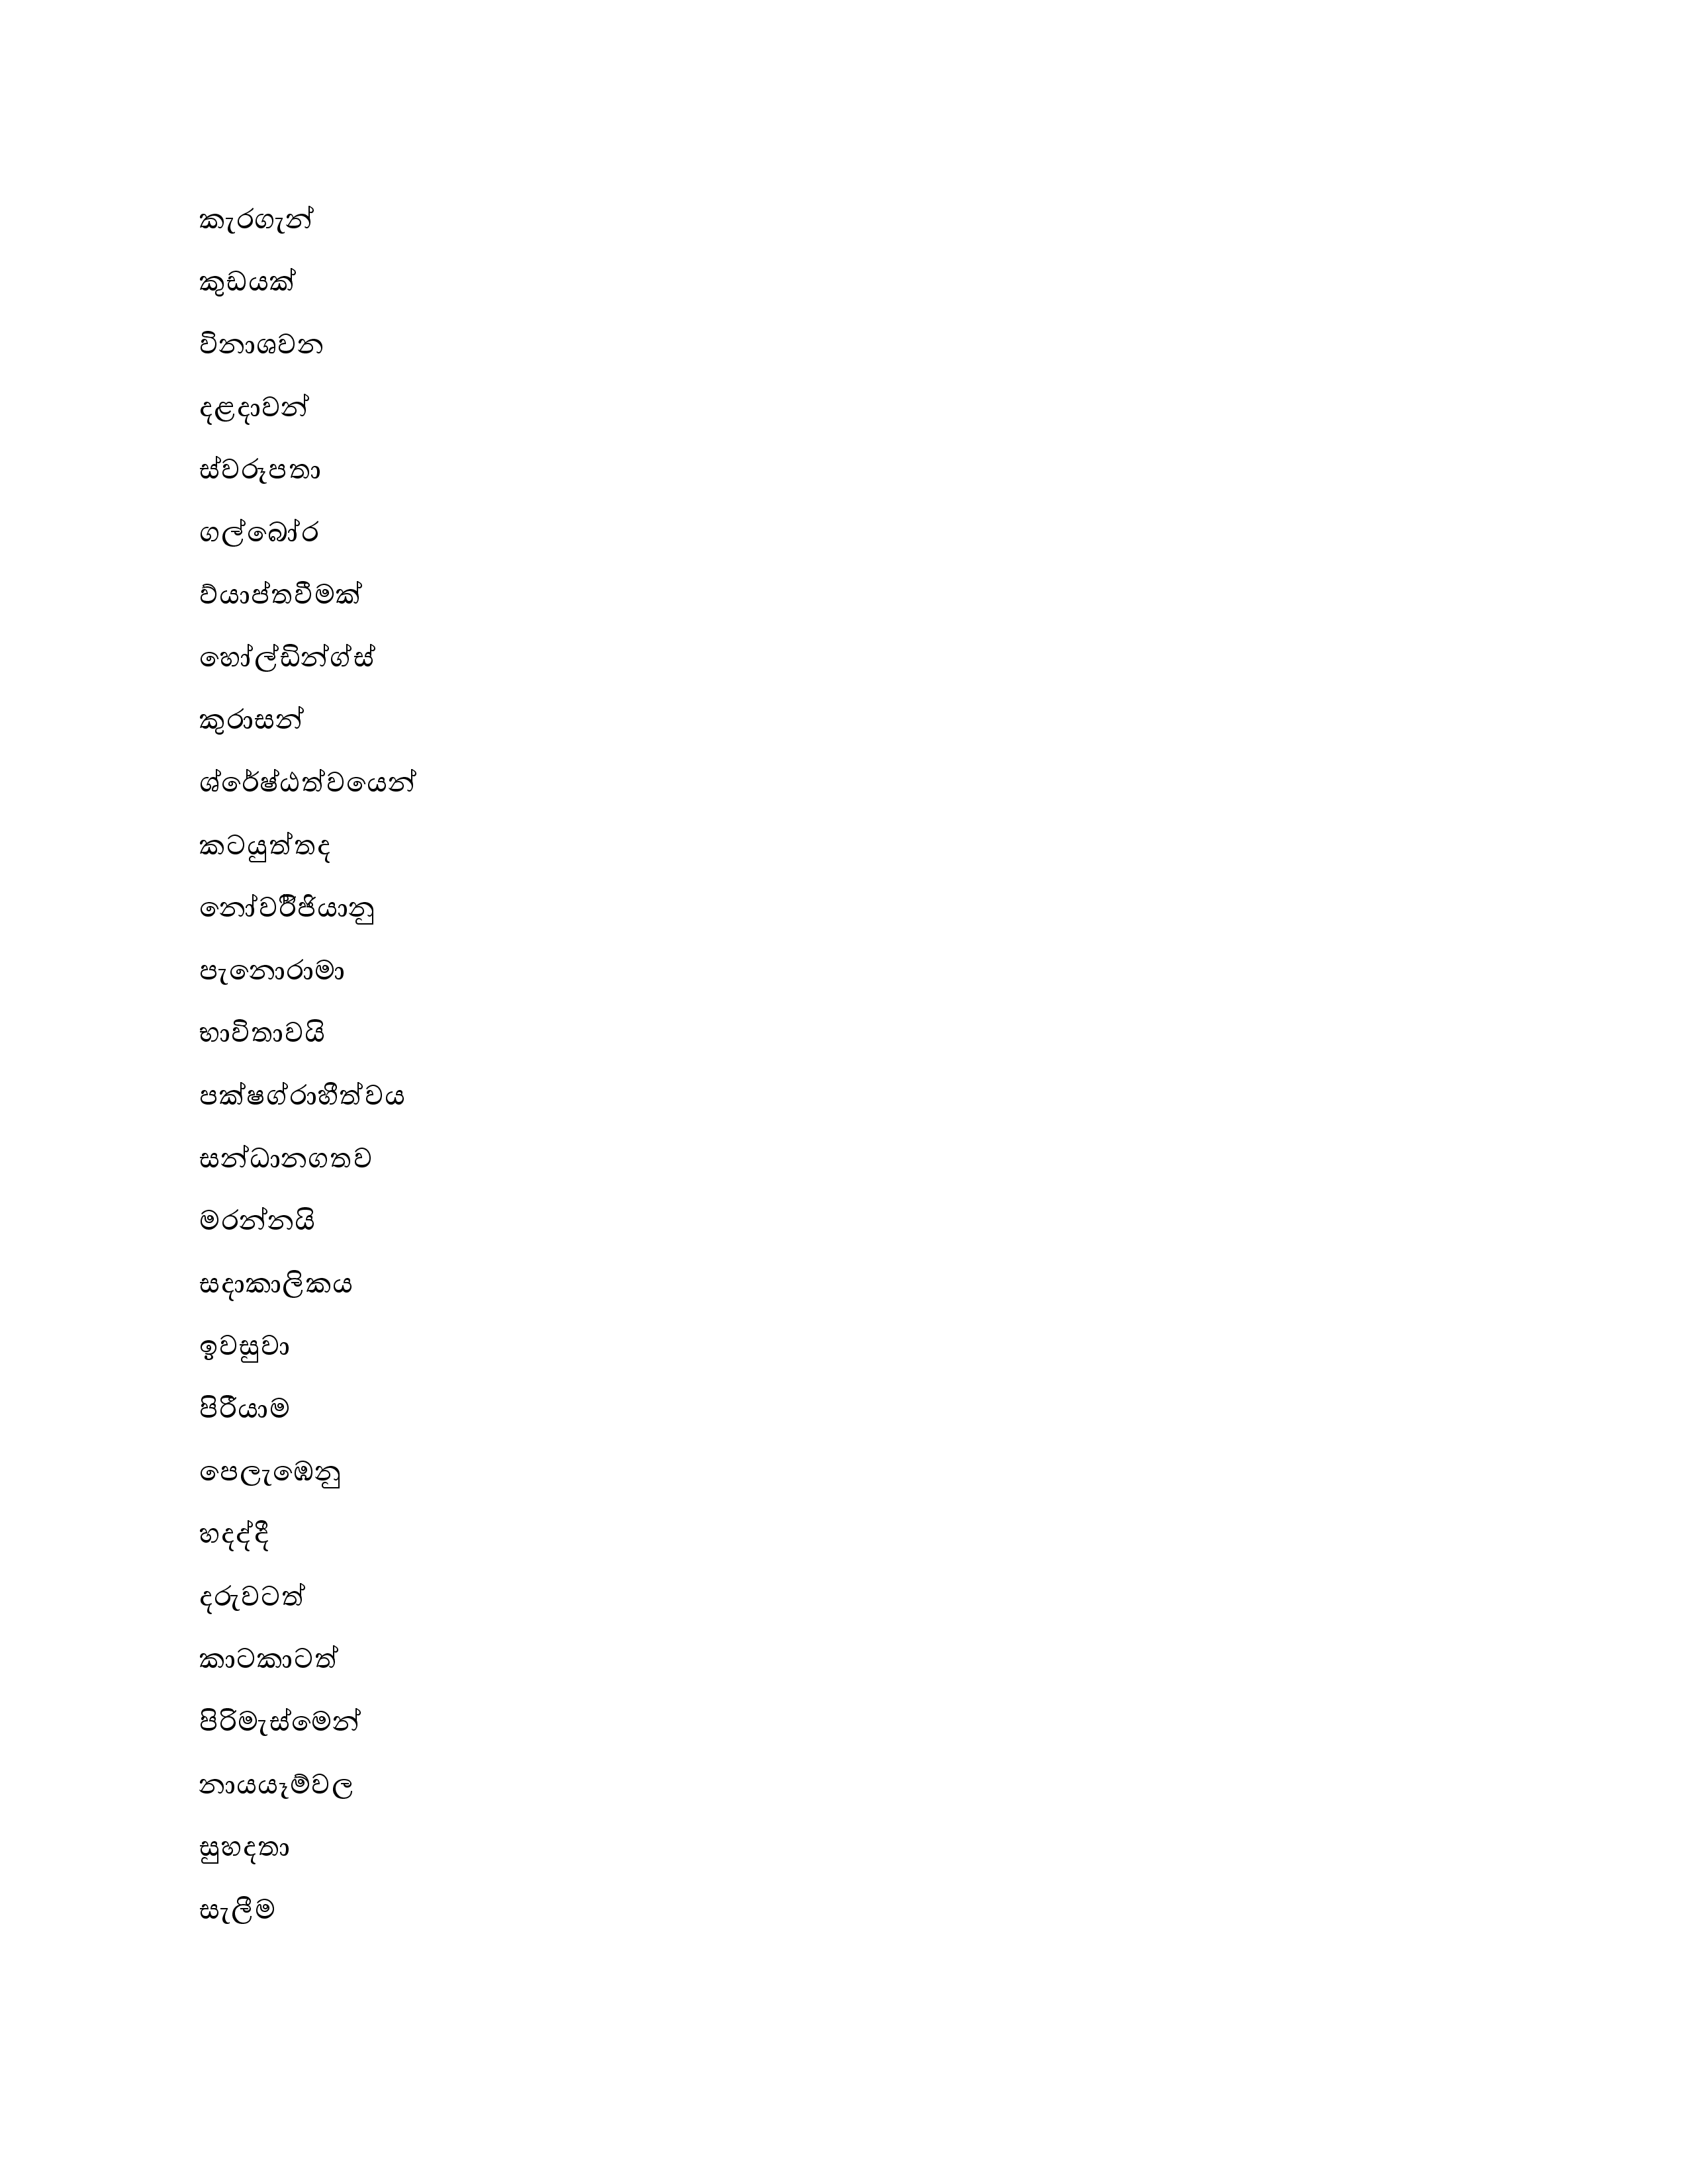 කැරගැන්
කුඩයක්
විනාශවන
දළදාවන්
ස්වරූපතා
ගල්බෝර
ව්යාප්තවීමක්
හෝල්ඩින්ග්ස්
කුරාසන්
ශ්රේෂ්ඨත්වයෙන්
කටයුත්තද
පැනොරාමා
භාවිතාවයි
පක්ෂග්රාහීත්වය
සන්ධානගතව
මරන්නයි
සදාකාලිකය
ඉවසුවා
පිරීයාම
පෙලැඹෙනු
හදද්දී
දරුවටත්
කාටකාටත්
පිරිමැස්මෙන්
නායයෑම්වල
සුහදතා
සැලීම